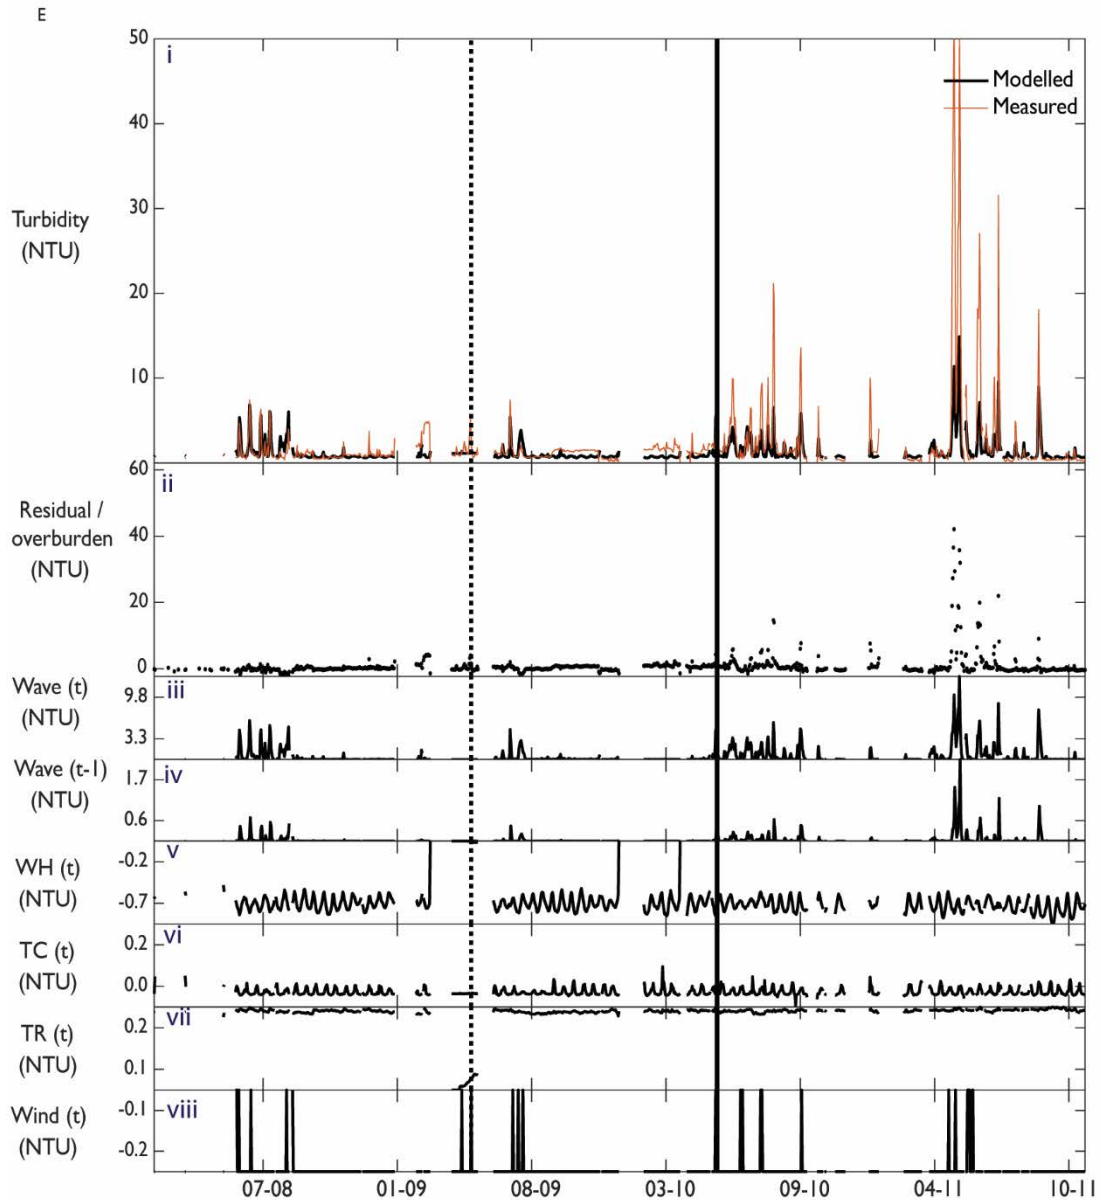 E
50
i
Modelled
Measured
40
30
Turbidity
(NTU)
20
10
60
ii
Residual /
overburden
(NTU)
40
20
0
Wave (t)
(NTU)
iii
9.8
3.3
Wave (t-1)
(NTU)
iv
1.7
0.6
WH (t)
(NTU)
v
-0.2
-0.7
TC (t)
(NTU)
vi
0.2
0.0
TR (t)
(NTU)
vii
0.2
0.1
Wind (t)
(NTU)
viii
-0.1
-0.2
07-08 01-09 08-09 03-10 09-10 04-11 10-11